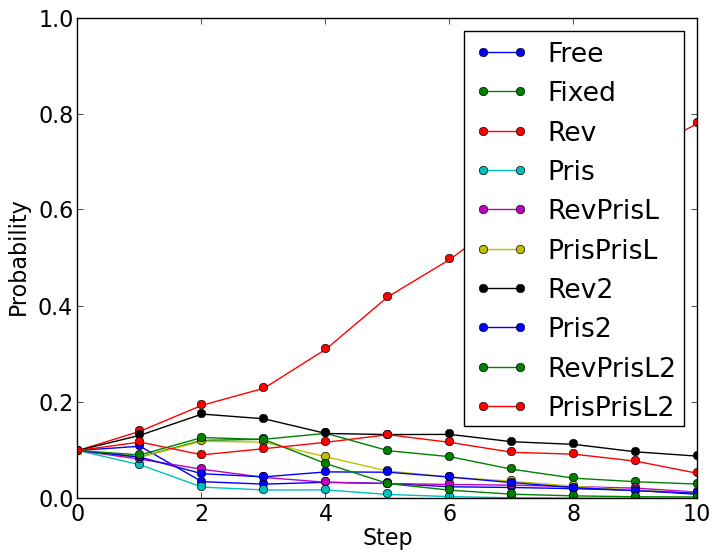 1.0
0.8
0.6
0.4
0.2
0.0
Probability
0 2 4 6 8 10
Step
Free
Fixed
Rev
Pris
RevPrisL
PrisPrisL
Rev2
Pris2
RevPrisL2
PrisPrisL2